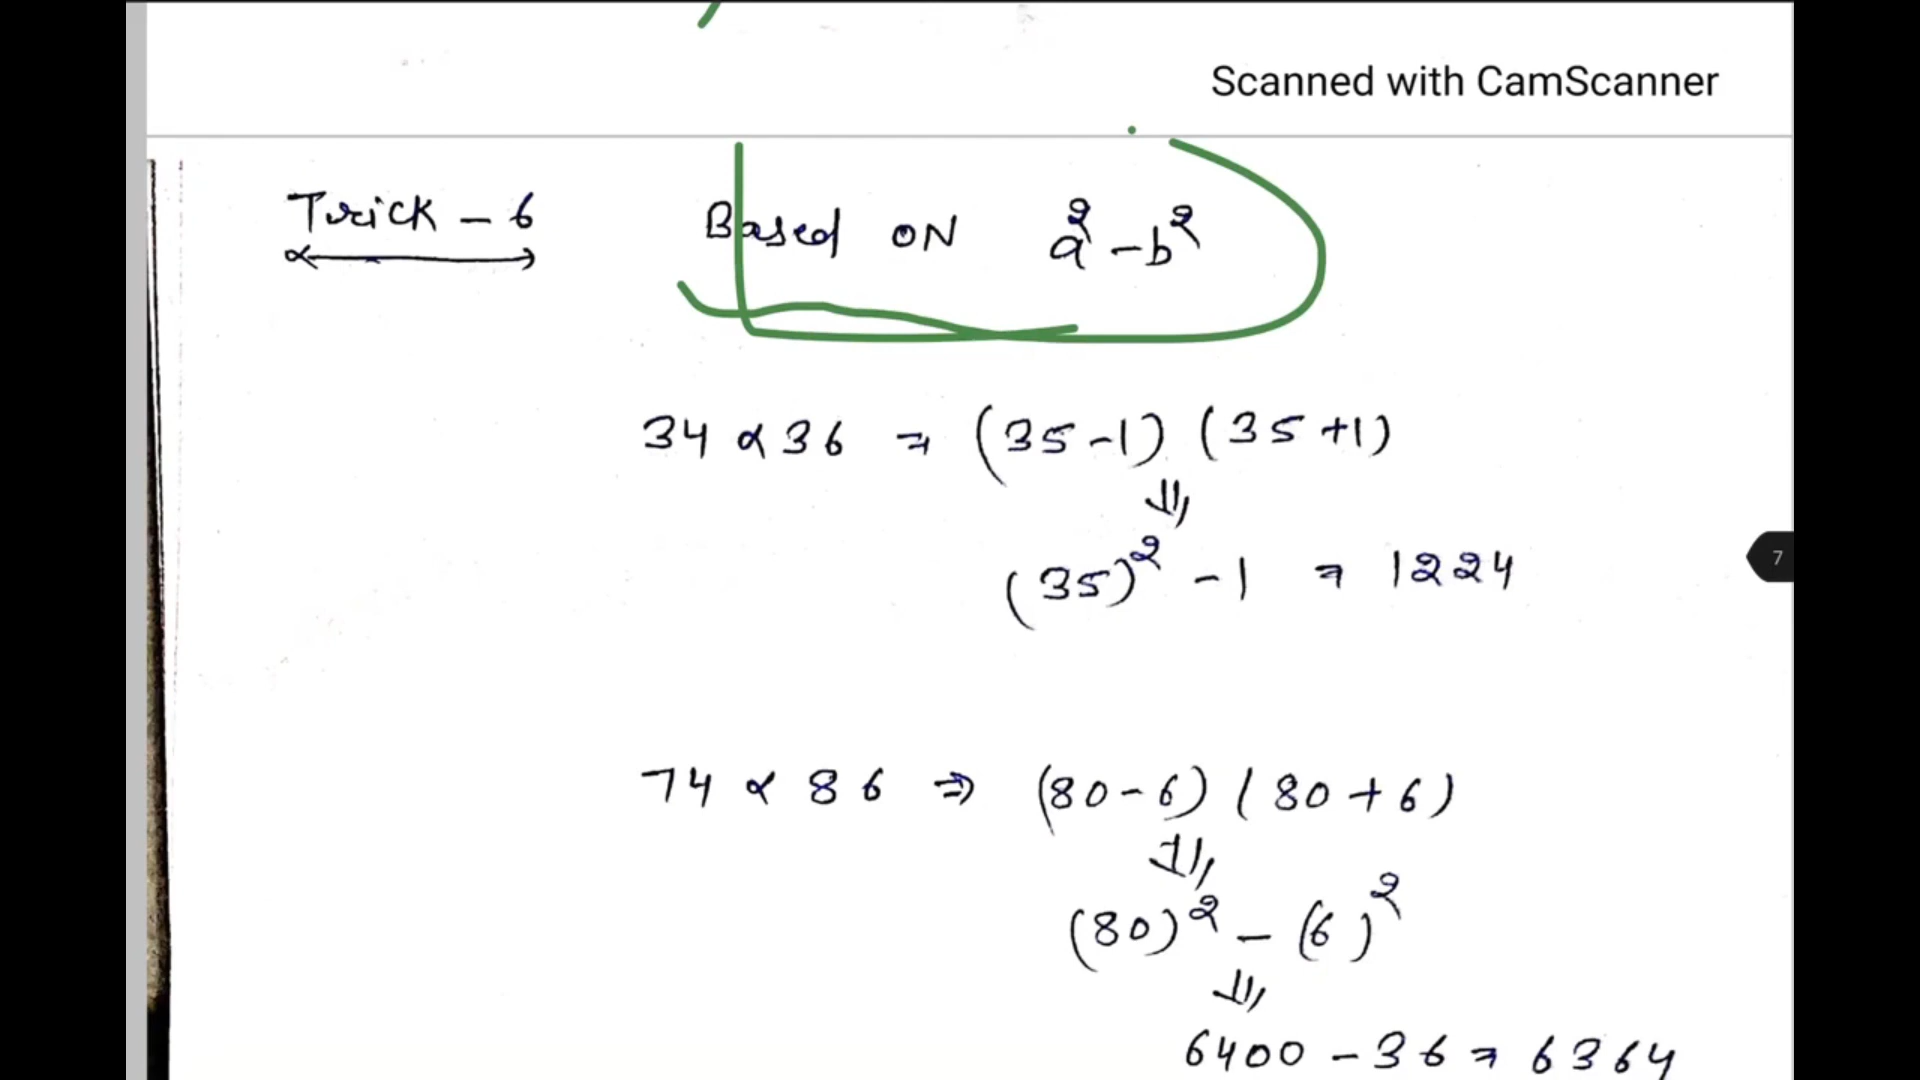 Scanned with CamScanner
Trick - 6 Based ON a² - b²
34 × 36 = (35-1) (35+1)
⇓
(35)² - 1 = 1224
7
74 × 86 ⇒ (80-6) (80+6)
⇓
(80)² - (6)²
⇓
6400 - 36 = 6364